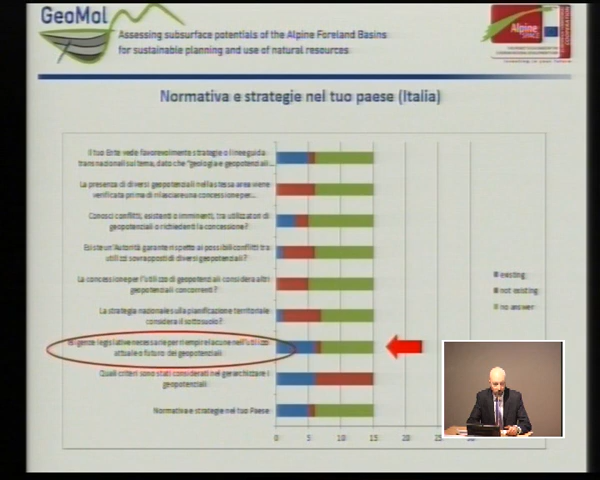 GeoMol
Assessing subsurface potentials of the Alpine Foreland Basins
for sustainable planning and use of natural resources
Alpine
SPACE
Normativa e strategie nel tuo paese (Italia)
Il tuo Ente vede favorevolmente strategie o linee guida
transnazionali sul tema, dato che "geologia e geopotenziali...
La presenza di diversi geopotenziali nella stessa area viene
verificata prima di rilasciare una concessione per...
Conosci conflitti, esistenti o imminenti, tra utilizzatori di
geopotenziali o richiedenti la concessione?
Esiste un'Autorità garante rispetto ai possibili conflitti tra
utilizzi sovrapposti di diversi geopotenziali?
La concessione per l'utilizzo di geopotenziali considera altri
geopotenziali concorrenti?
La strategia nazionale sulla pianificazione territoriale
considera il sottosuolo?
legislative necessarie per riempire lacune nell'utilizzo
attuale o futuro dei geopotenziali
Quali criteri sono stati considerati nel gerarchizzare i
geopotenziali
Normativa e strategie nel tuo Paese
existing
not existing
no answer
0 5 10 15 20 25 30